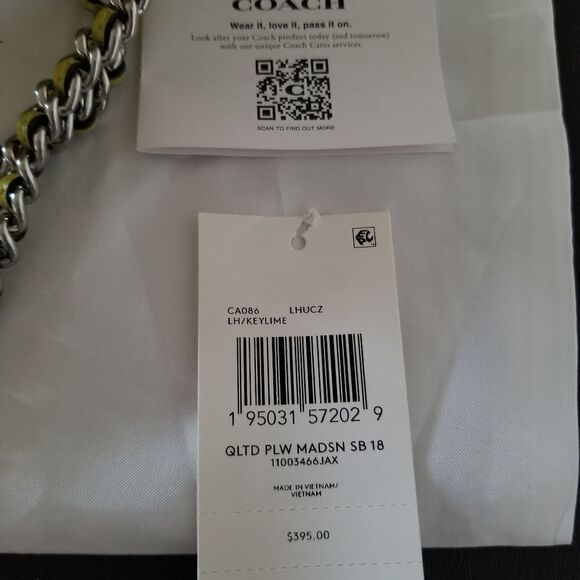 COACH
Wear it, love it, pass it on.
Look after your Coach product today (and tomorrow)
with our unique Coach Cares services.
C
SCAN TO FIND OUT MORE
CA086 LHUCZ
LH/KEYLIME
1 95031 57202 9
QLTD PLW MADSN SB 18
11003466JAX
MADE IN VIETNAM/
VIETNAM
$395.00